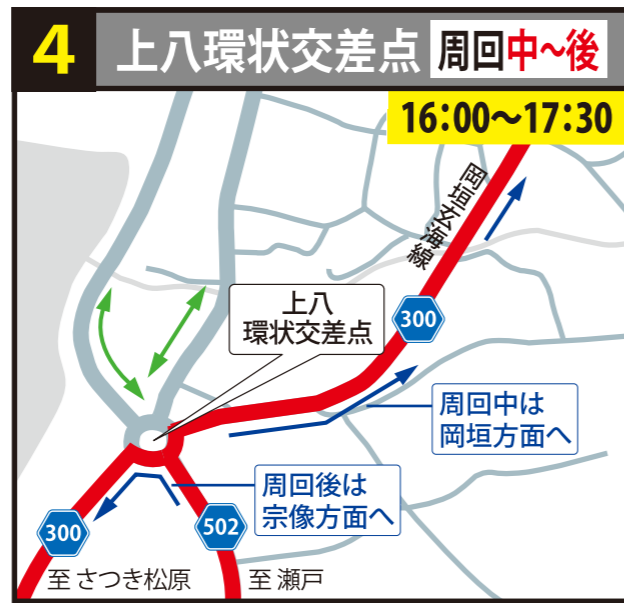 4
上八環状交差点 周回中～後
16:00～17:30
岡垣玄海線
上八
環状交差点
300
周回中は
岡垣方面へ
周回後は
宗像方面へ
300
502
至 さつき松原
至 瀬戸